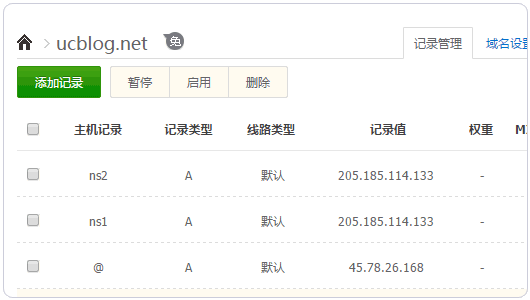 ucblog.net 免
记录管理 域名设置
添加记录 暂停 启用 删除
主机记录 记录类型 线路类型 记录值 权重
ns2 A 默认 205.185.114.133 -
ns1 A 默认 205.185.114.133 -
@ A 默认 45.78.26.168 -